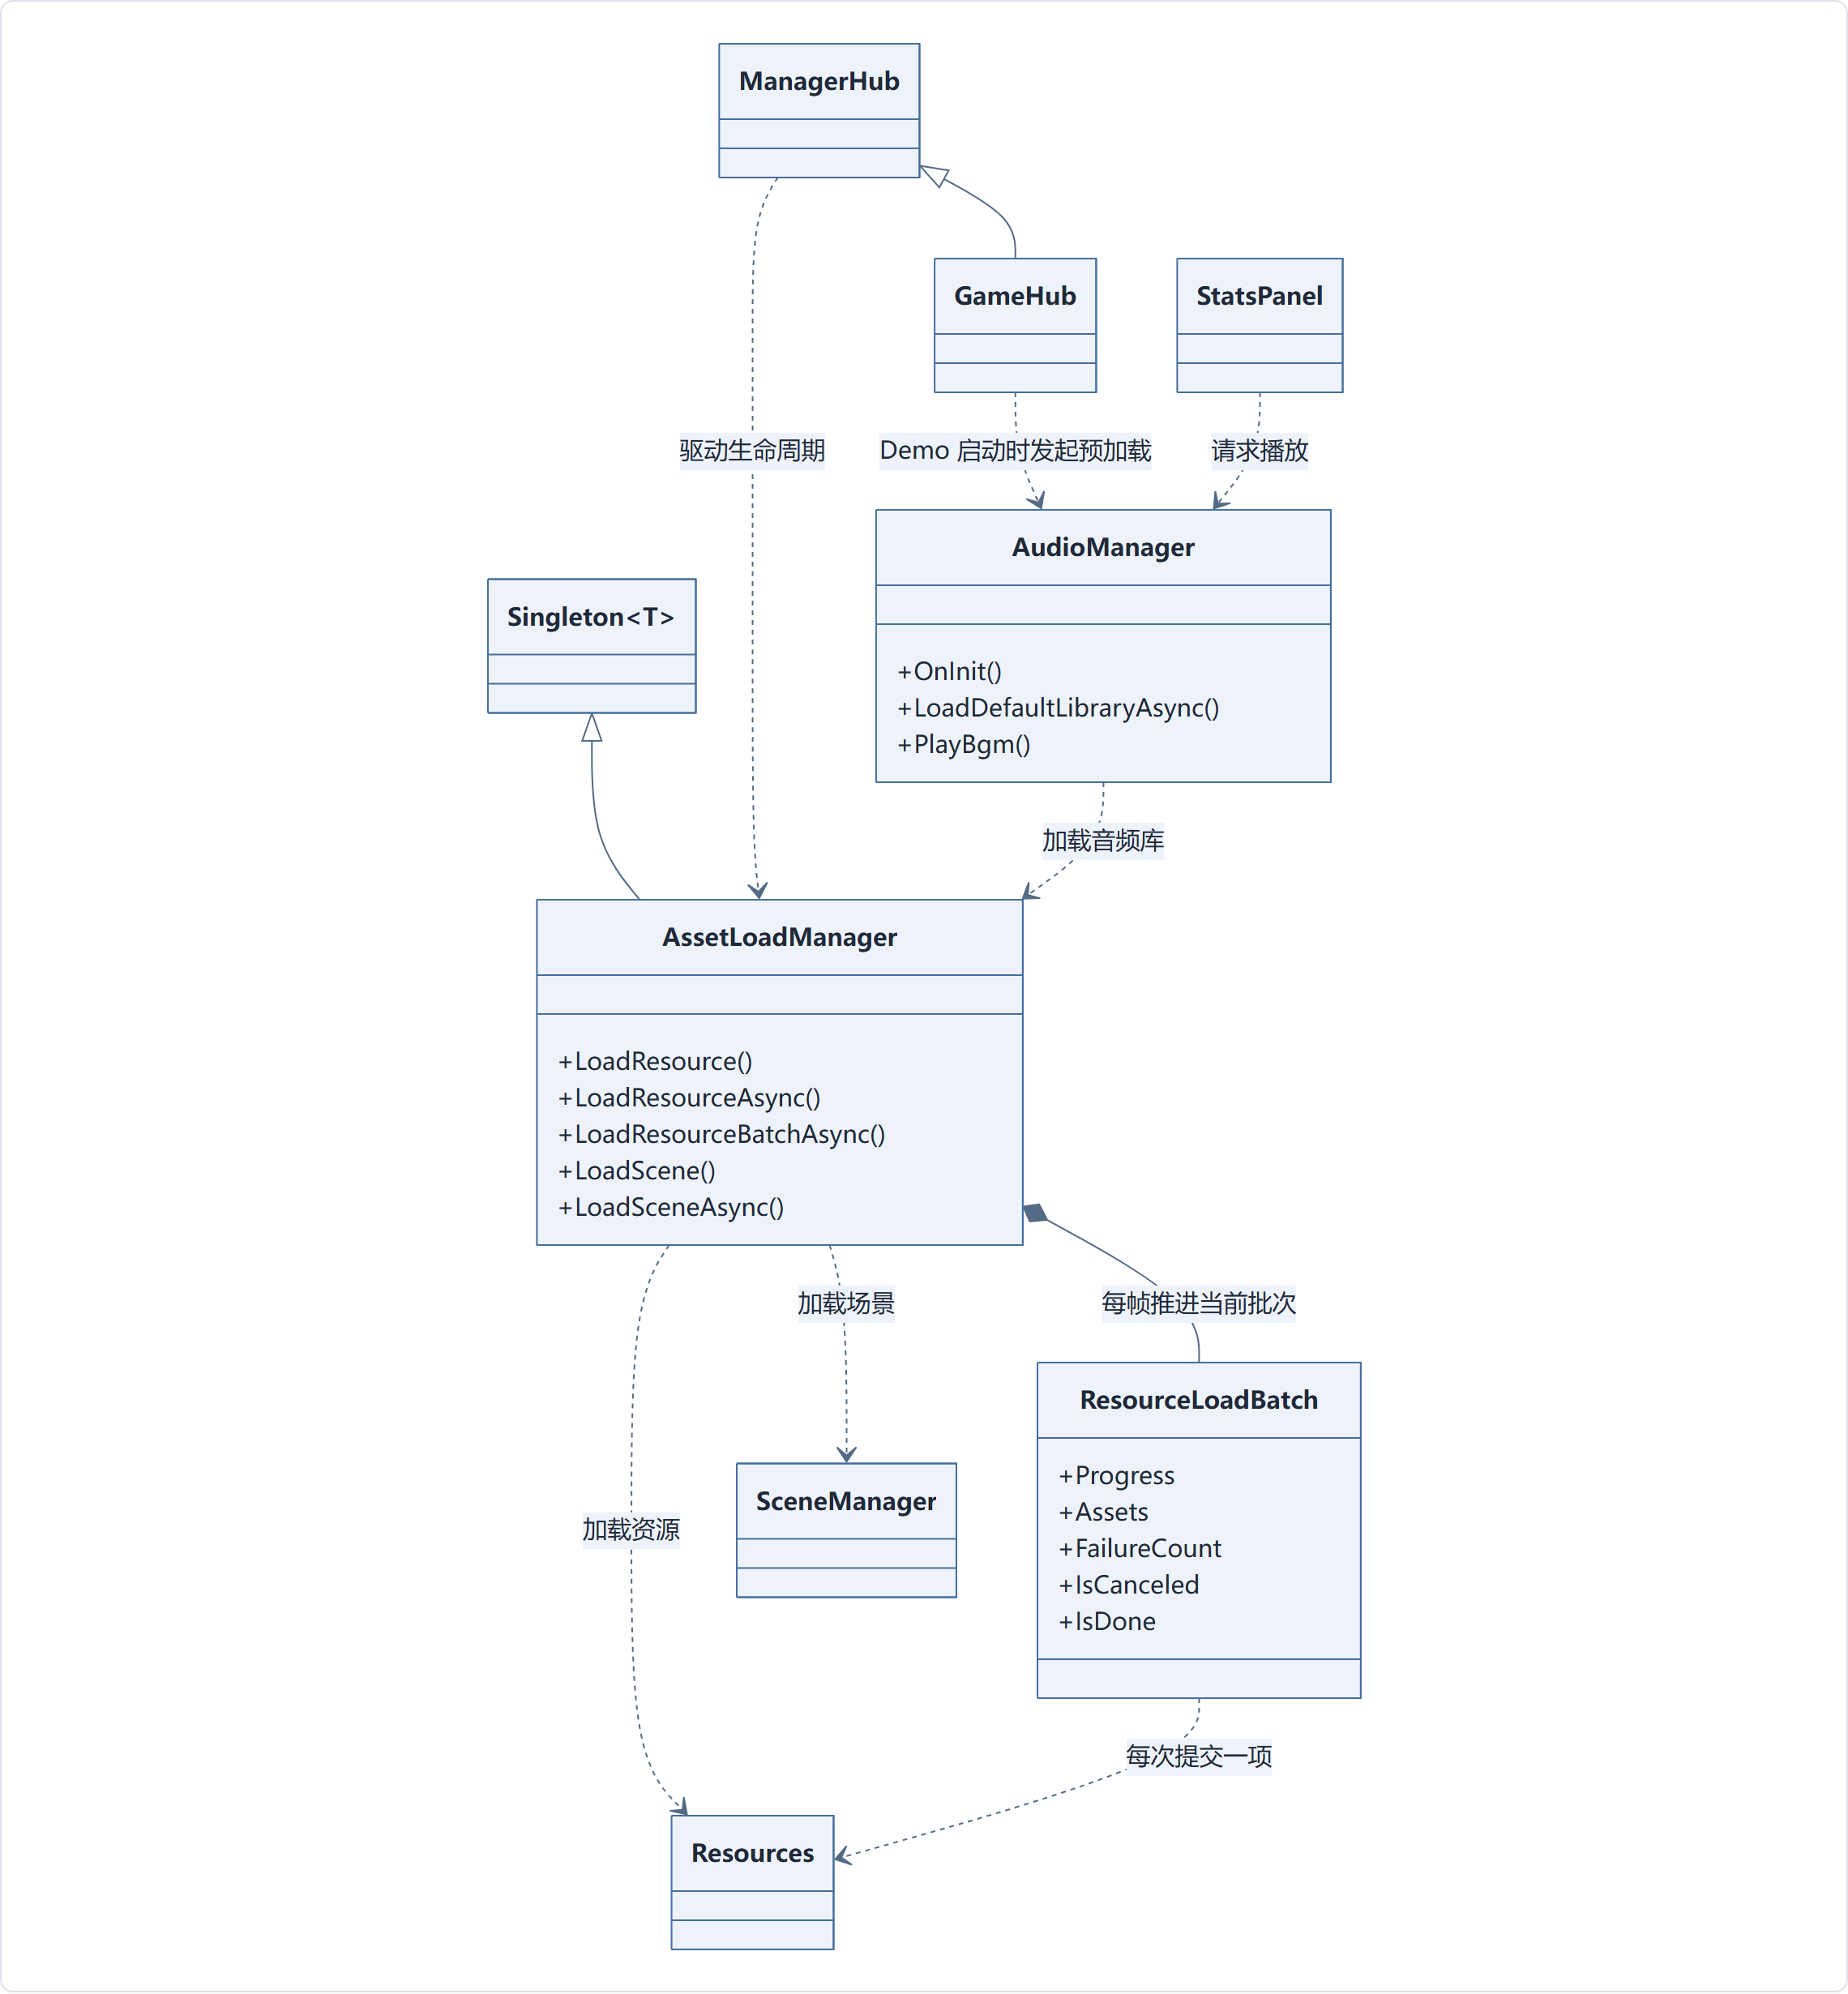 ManagerHub
GameHub
StatsPanel
驱动生命周期
Demo 启动时发起预加载
请求播放
AudioManager
+OnInit()
+LoadDefaultLibraryAsync()
+PlayBgm()
Singleton<T>
加载音频库
AssetLoadManager
+LoadResource()
+LoadResourceAsync()
+LoadResourceBatchAsync()
+LoadScene()
+LoadSceneAsync()
加载场景
每帧推进当前批次
ResourceLoadBatch
+Progress
+Assets
+FailureCount
+IsCanceled
+IsDone
SceneManager
加载资源
每次提交一项
Resources